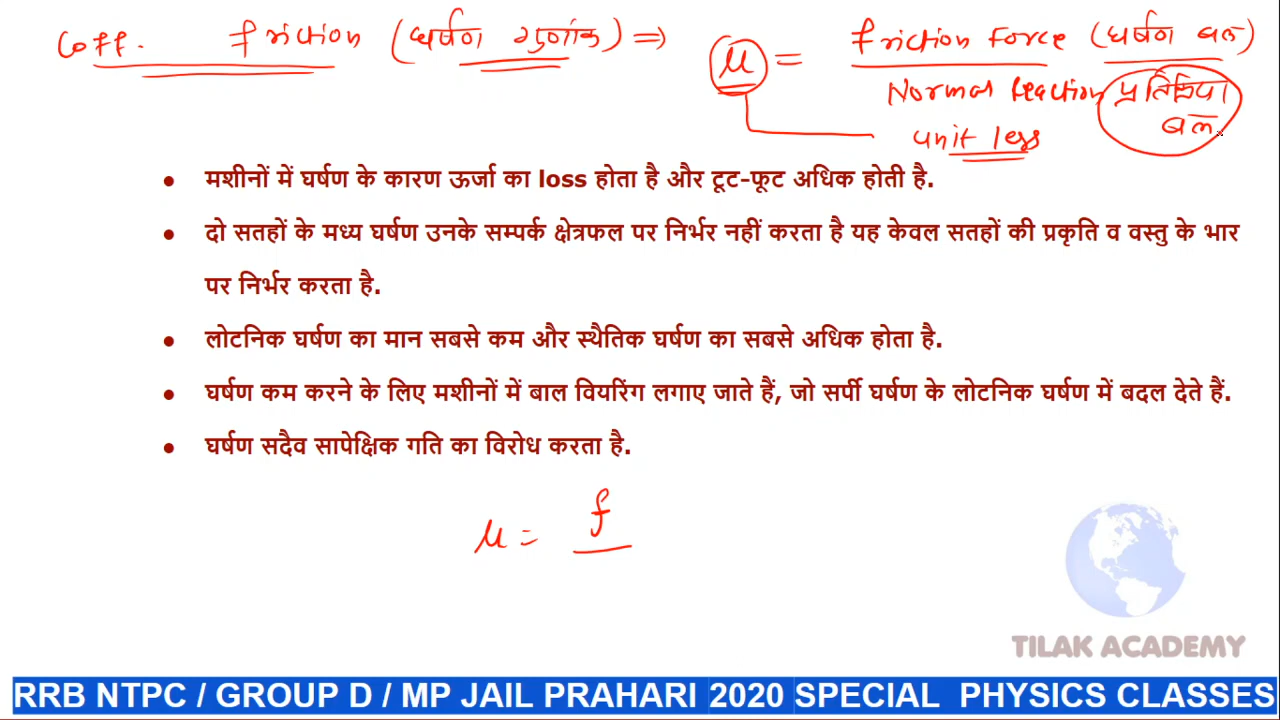 Coff. friction (घर्षण गुणांक) ⇒ μ = friction Force (घर्षण बल)
Normal Reaction प्रतिक्रिया बल
unit less
• मशीनों में घर्षण के कारण ऊर्जा का loss होता है और टूट-फूट अधिक होती है.
• दो सतहों के मध्य घर्षण उनके सम्पर्क क्षेत्रफल पर निर्भर नहीं करता है यह केवल सतहों की प्रकृति व वस्तु के भार
पर निर्भर करता है.
• लोटनिक घर्षण का मान सबसे कम और स्थैतिक घर्षण का सबसे अधिक होता है.
• घर्षण कम करने के लिए मशीनों में बाल वियरिंग लगाए जाते हैं, जो सर्पी घर्षण के लोटनिक घर्षण में बदल देते हैं.
• घर्षण सदैव सापेक्षिक गति का विरोध करता है.
μ = f
TILAK ACADEMY
RRB NTPC / GROUP D / MP JAIL PRAHARI 2020 SPECIAL PHYSICS CLASSES